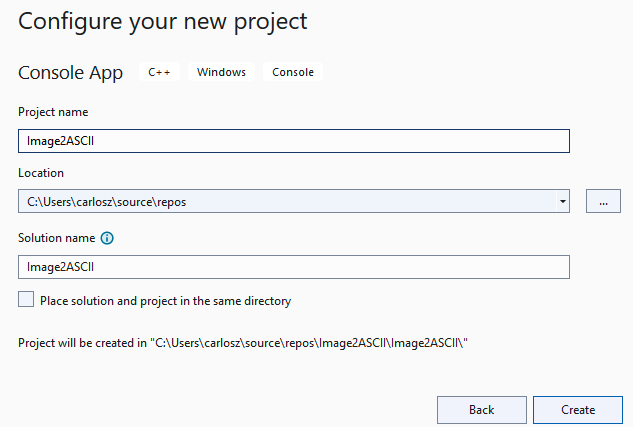 Configure your new project
Console App C++ Windows Console
Project name
Image2ASCII
Location
C:\Users\carlosz\source\repos ...
Solution name
Image2ASCII
Place solution and project in the same directory
Project will be created in "C:\Users\carlosz\source\repos\Image2ASCII\Image2ASCII\"
Back Create